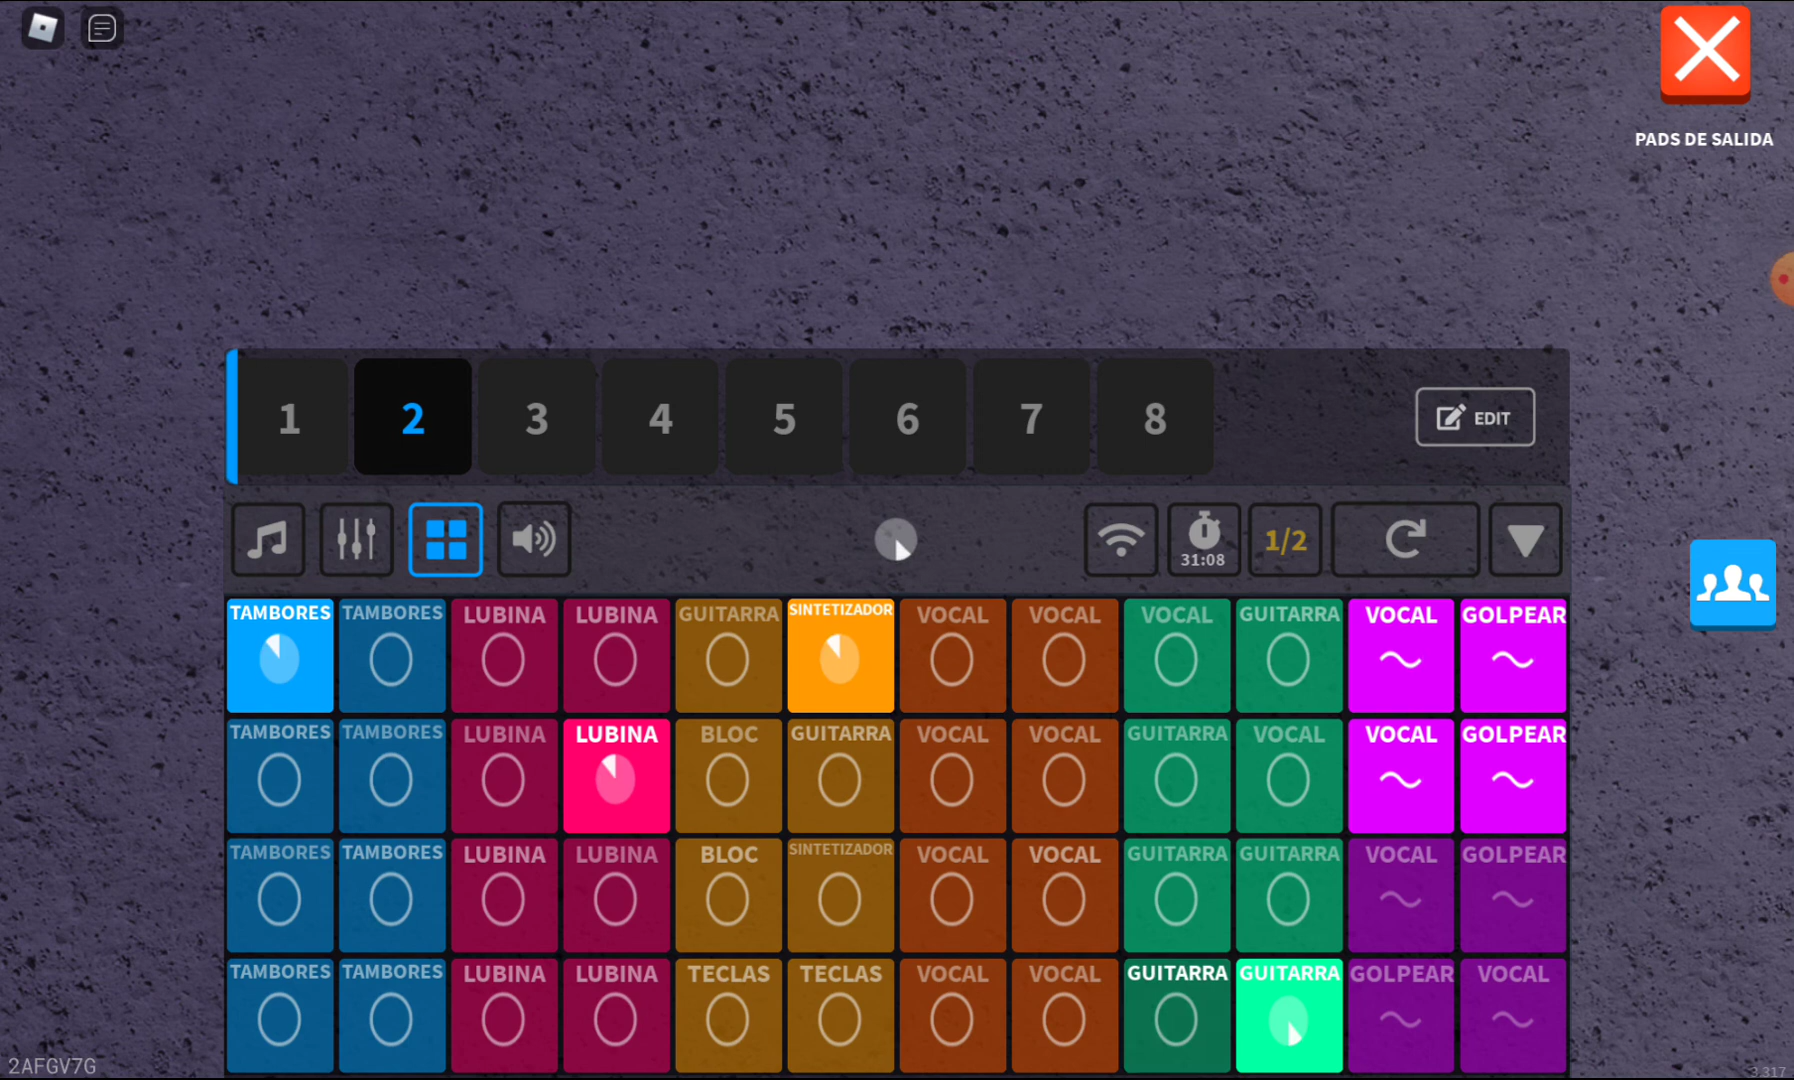 PADS DE SALIDA
1 2 3 4 5 6 7 8 EDIT
31:08 1/2
TAMBORES TAMBORES LUBINA LUBINA GUITARRA SINTETIZADOR VOCAL VOCAL VOCAL GUITARRA VOCAL GOLPEAR
TAMBORES TAMBORES LUBINA LUBINA BLOC GUITARRA VOCAL VOCAL GUITARRA VOCAL VOCAL GOLPEAR
TAMBORES TAMBORES LUBINA LUBINA BLOC SINTETIZADOR VOCAL VOCAL GUITARRA GUITARRA VOCAL GOLPEAR
TAMBORES TAMBORES LUBINA LUBINA TECLAS TECLAS VOCAL VOCAL GUITARRA GUITARRA GOLPEAR VOCAL
2AFGV7G 3.317